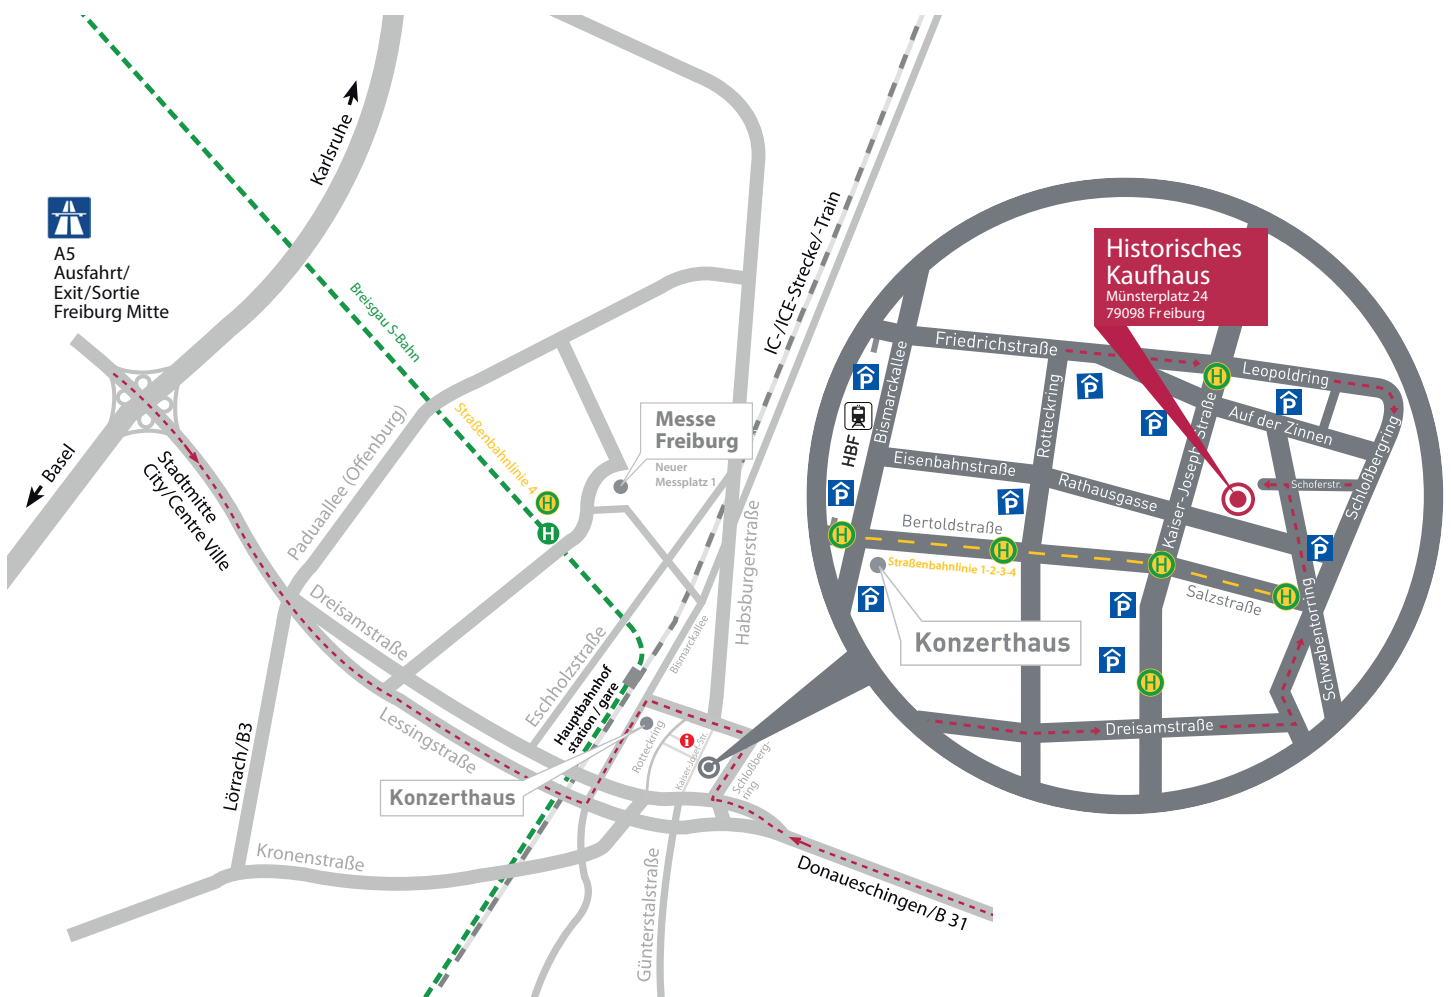 Karlsruhe
A5
Ausfahrt/
Exit/Sortie
Freiburg Mitte
Basel
Stadtmitte
City/Centre Ville
Breisgau S-Bahn
Straßenbahnlinie 4
H
H
Paduaallee (Offenburg)
Messe
Freiburg
Neuer
Messplatz 1
IC-/ICE-Strecke/-Train
Habsburgerstraße
Bismarckallee
Dreisamstraße
Lessingstraße
Eschholzstraße
Hauptbahnhof
station / gare
Rotteckring
i
Kaiser-Josef-Str.
Schloßberg-
ring
Konzerthaus
Lörrach/B3
Kronenstraße
Günterstalstraße
Donaueschingen/B 31
Historisches
Kaufhaus
Münsterplatz 24
79098 Freiburg
Friedrichstraße
Leopoldring
Bismarckallee
Rotteckring
Auf der Zinnen
Kaiser-Joseph-Straße
Schloßbergring
Schoferstr.
HBF
Eisenbahnstraße
Rathausgasse
Bertoldstraße
Straßenbahnlinie 1-2-3-4
Salzstraße
Konzerthaus
Schwabentorring
Dreisamstraße
P
P
P
P
P
P
P
P
P
P
H
H
H
H
H
H